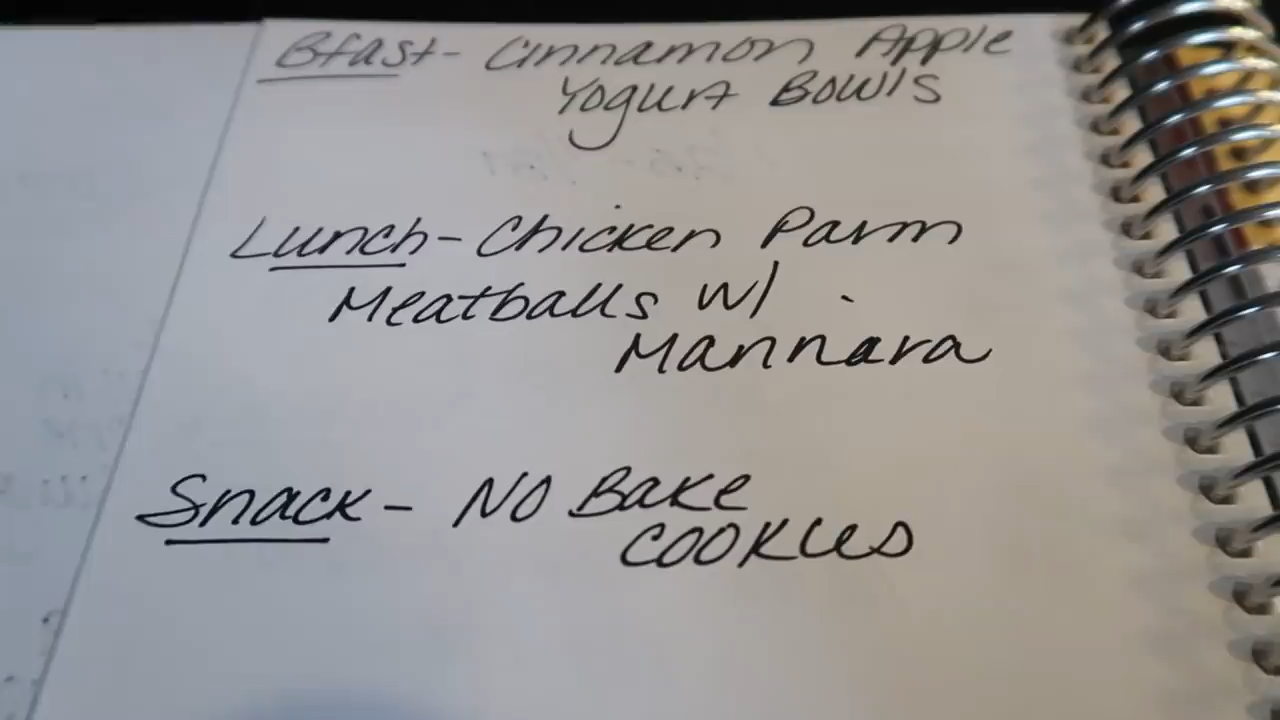 Bfast- Cinnamon Apple
Yogurt Bowls
Lunch- Chicken Parm
Meatballs w/
Marinara
Snack- No Bake
Cookies